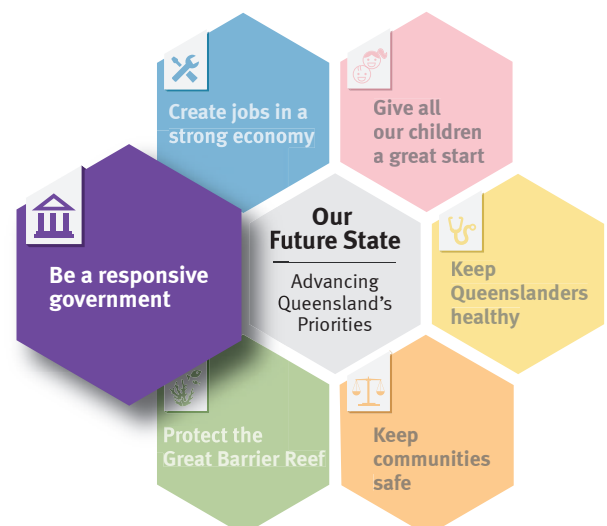 Create jobs in a
strong economy
Give all
our children
a great start
Our
Future State
Advancing
Queensland’s
Priorities
Be a responsive
government
Keep
Queenslanders
healthy
Protect the
Great Barrier Reef
Keep
communities
safe